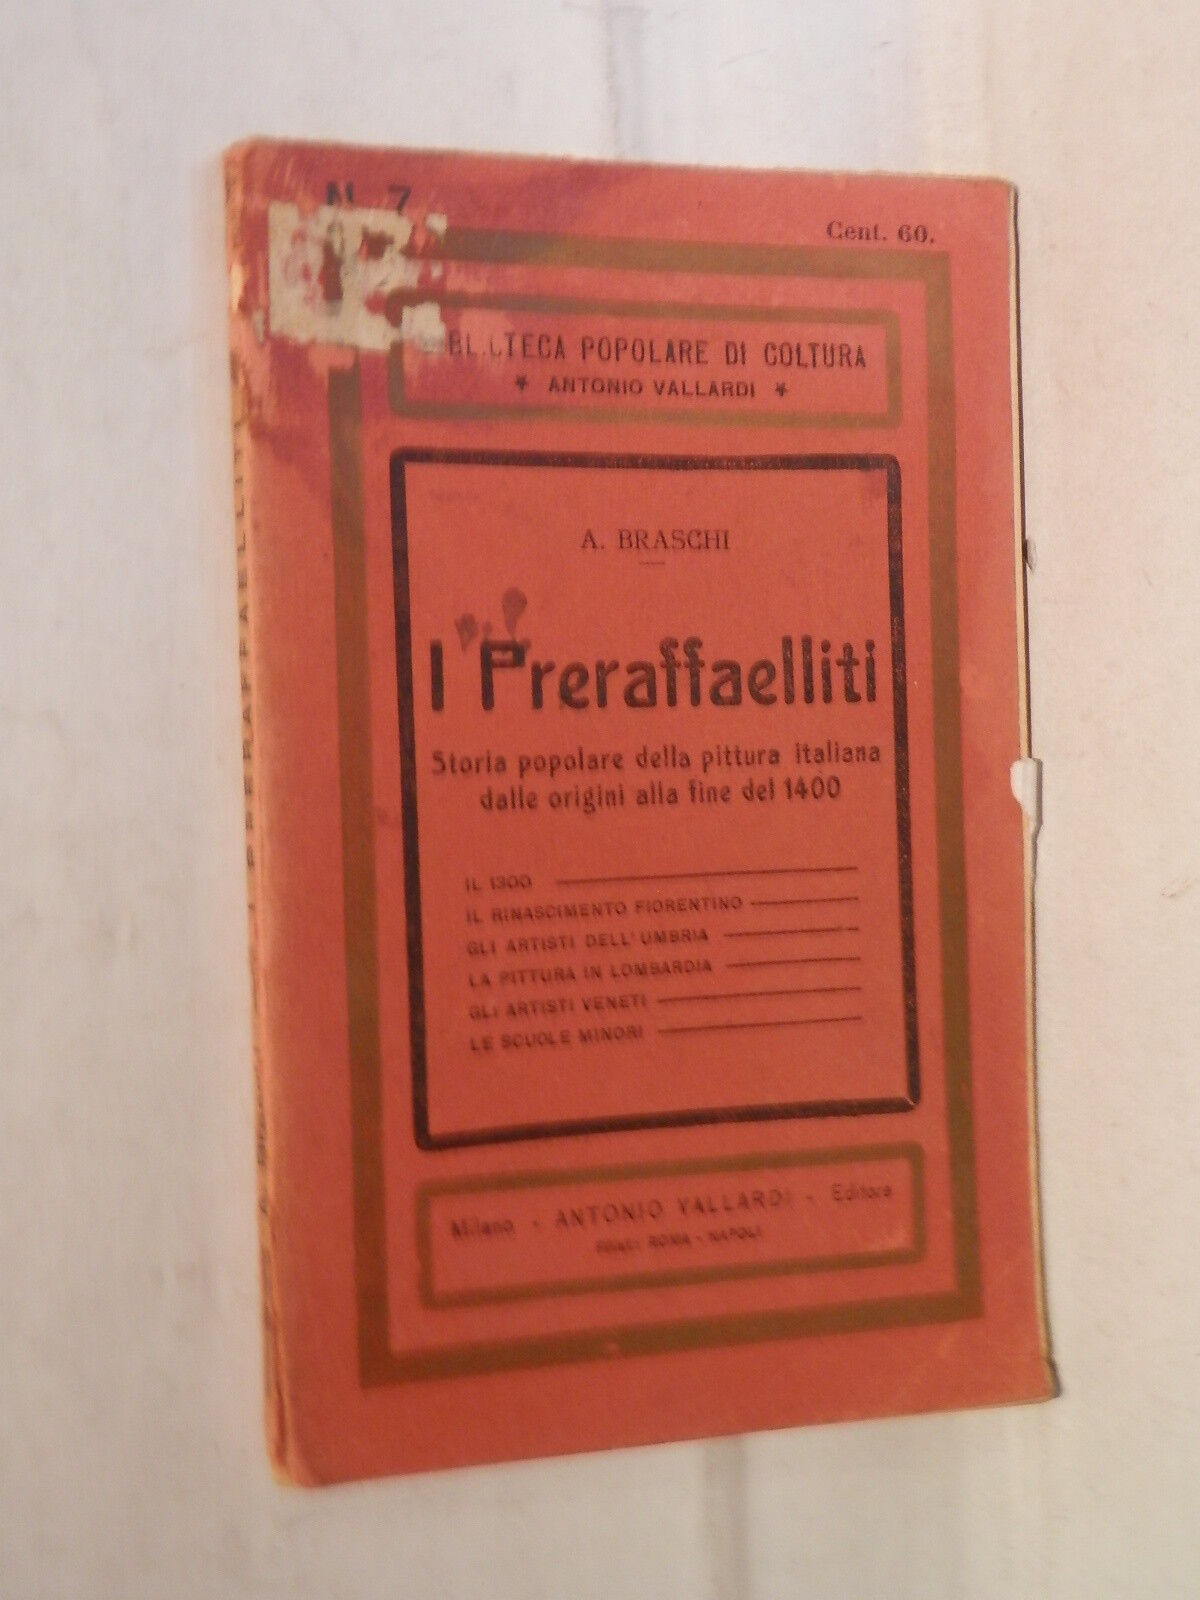 N. 7
Cent. 60.
BIBLIOTECA POPOLARE DI COLTURA
* ANTONIO VALLARDI *
A. BRASCHI
I Preraffaelliti
Storia popolare della pittura italiana
dalle origini alla fine del 1400
IL 1300
IL RINASCIMENTO FIORENTINO
GLI ARTISTI DELL'UMBRIA
LA PITTURA IN LOMBARDIA
GLI ARTISTI VENETI
LE SCUOLE MINORI
Milano - ANTONIO VALLARDI - Editore
ROMA - NAPOLI
I PRERAFFAELLITI